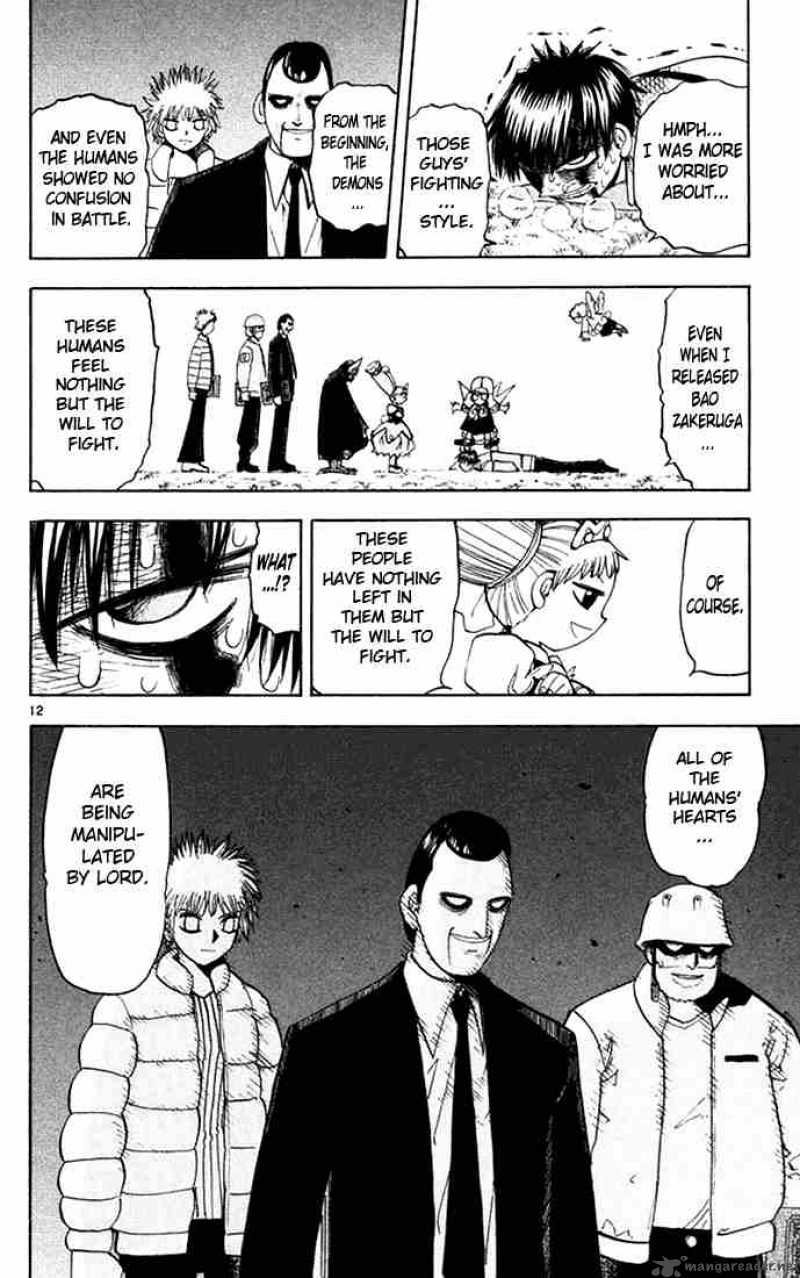 HMPH...
I WAS MORE
WORRIED
ABOUT...
THOSE
GUYS'
FIGHTING
...
STYLE.
FROM THE
BEGINNING,
THE
DEMONS
...
AND EVEN
THE HUMANS
SHOWED NO
CONFUSION
IN BATTLE.
EVEN
WHEN I
RELEASED
BAO
ZAKERUGA
...
THESE
HUMANS
FEEL
NOTHING
BUT THE
WILL TO
FIGHT.
OF
COURSE.
THESE
PEOPLE
HAVE NOTHING
LEFT IN
THEM BUT
THE WILL TO
FIGHT.
WHAT
...!?
12
ALL OF
THE
HUMANS'
HEARTS
...
ARE
BEING
MANIPU-
LATED
BY LORD.
mangareader.net